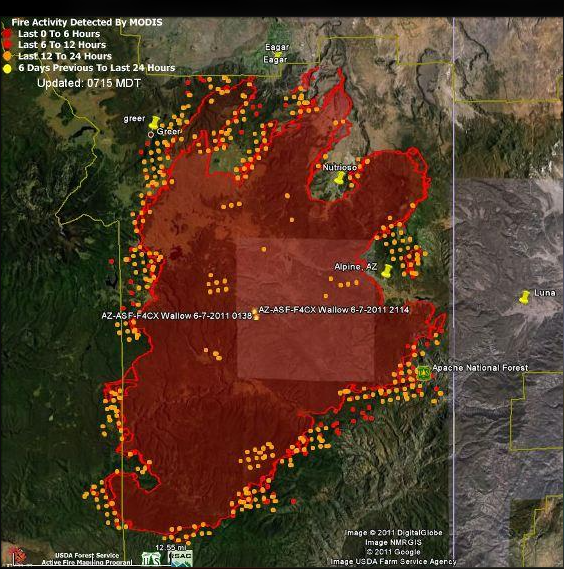 Fire Activity Detected By MODIS
Last 0 To 6 Hours
Last 6 To 12 Hours
Last 12 To 24 Hours
6 Days Previous To Last 24 Hours
Updated: 0715 MDT
Eagar
Eagar
greer
Greer
Nutrioso
Alpine, AZ
Luna
AZ-ASF-F4CX Wallow 6-7-2011 0138
AZ-ASF-F4CX Wallow 6-7-2011 2114
Apache National Forest
12.55 mi
USDA Forest Service
Active Fire Mapping Program
RSAC
Image © 2011 DigitalGlobe
Image NMRGIS
© 2011 Google
Image USDA Farm Service Agency